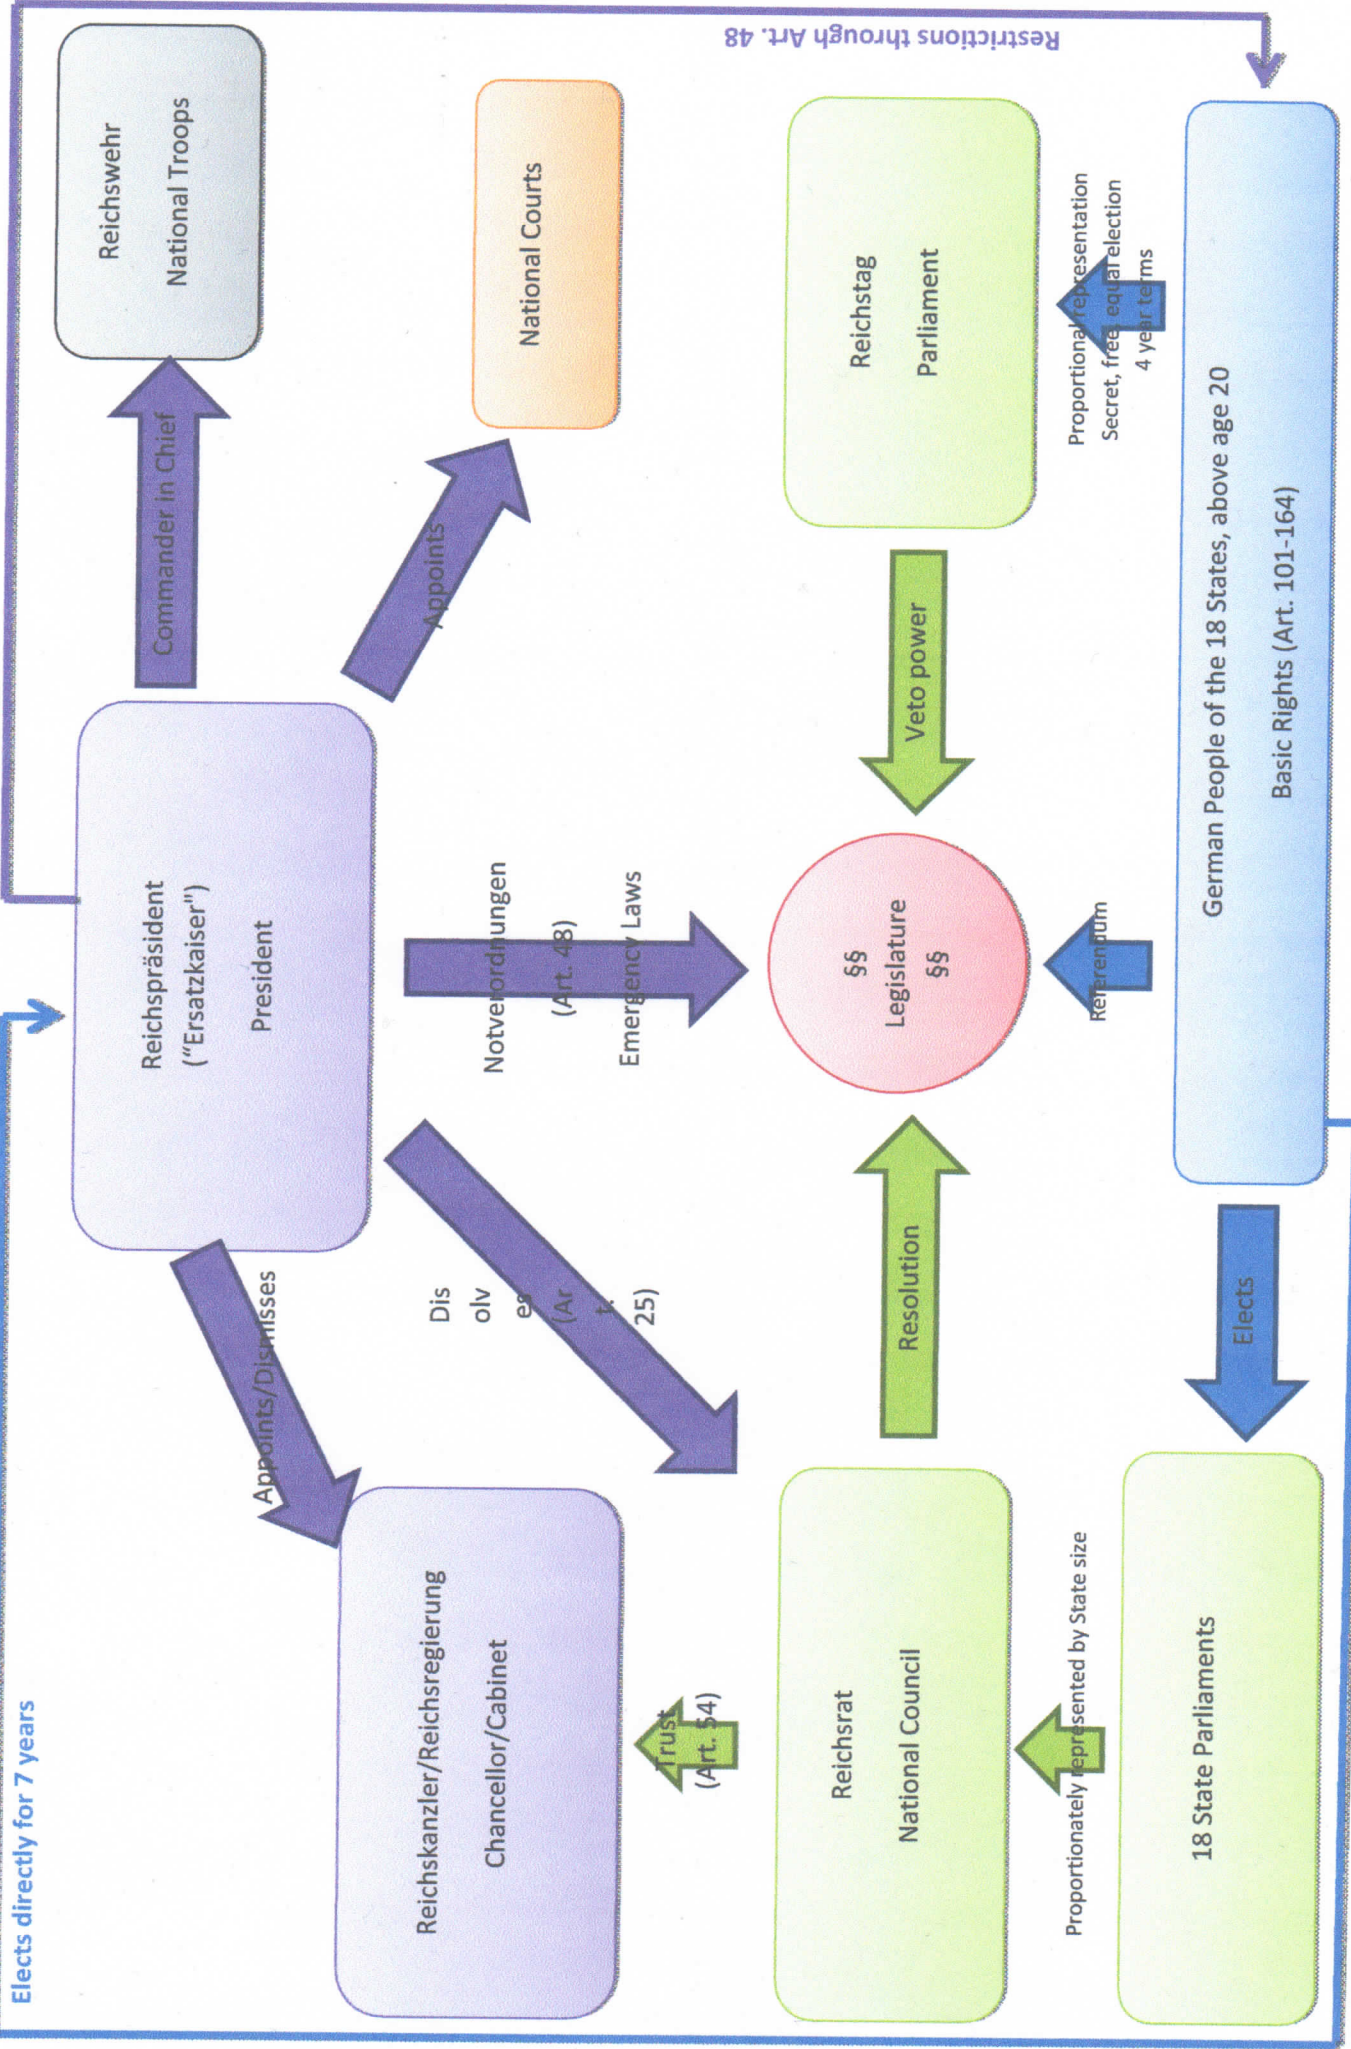 Elects directly for 7 years
Reichspräsident
("Ersatzkaiser")
President
Commander in Chief
Reichswehr
National Troops
Appoints/Dismisses
Appoints
Reichskanzler/Reichsregierung
Chancellor/Cabinet
Dis
olv
es
(Ar
t.
25)
Notverordnungen
(Art. 48)
Emergency Laws
National Courts
Trust
(Art. 54)
Restrictions through Art. 48
Reichsrat
National Council
Resolution
§§
Legislature
§§
Veto power
Reichstag
Parliament
Proportionately represented by State size
Referendum
Proportional representation
Secret, free, equal election
4 year terms
18 State Parliaments
Elects
German People of the 18 States, above age 20
Basic Rights (Art. 101-164)